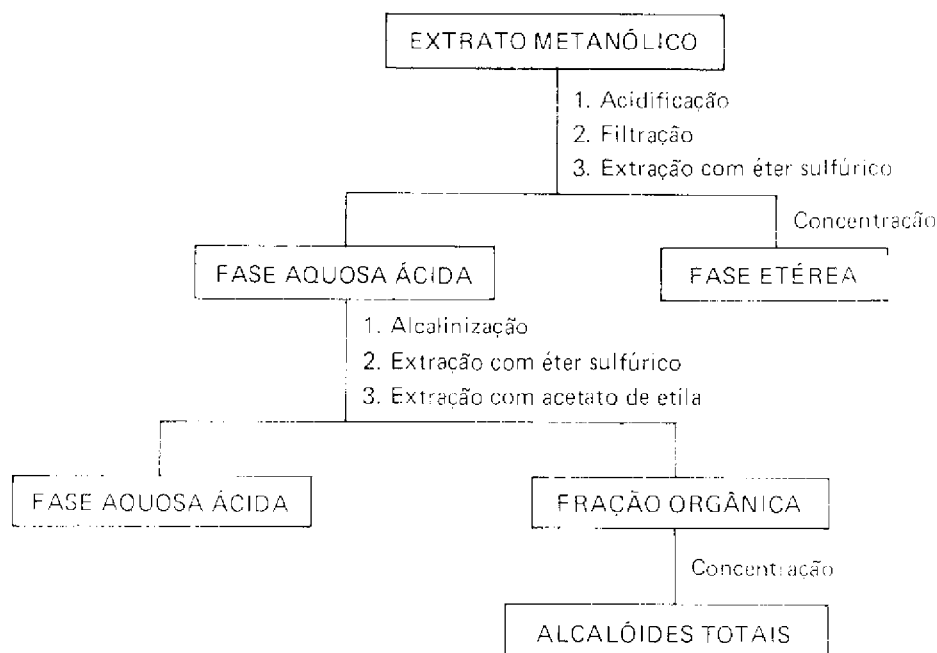 EXTRATO METANÓLICO
1. Acidificação
2. Filtração
3. Extração com éter sulfúrico
Concentração
FASE AQUOSA ÁCIDA
FASE ETÉREA
1. Alcalinização
2. Extração com éter sulfúrico
3. Extração com acetato de etila
FASE AQUOSA ÁCIDA
FRAÇÃO ORGÂNICA
Concentração
ALCALÓIDES TOTAIS